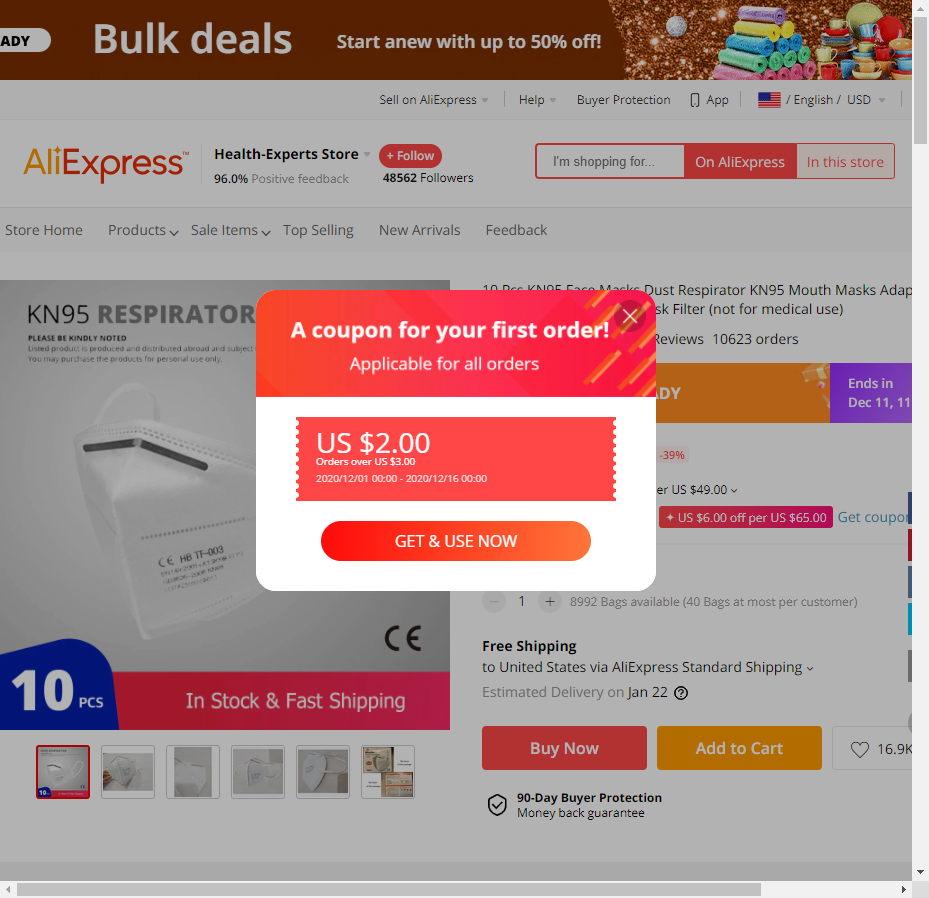 ADY
Bulk deals
Start anew with up to 50% off!
Sell on AliExpress
Help
Buyer Protection
App
/ English / USD
AliExpress™
Health-Experts Store
+ Follow
96.0% Positive feedback
48562 Followers
I'm shopping for...
On AliExpress
In this store
Store Home
Products
Sale Items
Top Selling
New Arrivals
Feedback
KN95 RESPIRATOR
PLEASE BE KINDLY NOTED
Listed product is produced and distributed abroad and subject
You may purchase the products for personal use only.
CE HB TF-003
CE
10 PCS
In Stock & Fast Shipping
10 Pcs KN95 Face Masks Dust Respirator KN95 Mouth Masks Adap
sk Filter (not for medical use)
Reviews 10623 orders
ADY
Ends in
Dec 11, 11
-39%
er US $49.00
US $6.00 off per US $65.00
Get coupon
A coupon for your first order!
Applicable for all orders
US $2.00
Orders over US $3.00
2020/12/01 00:00 - 2020/12/16 00:00
GET & USE NOW
1
8992 Bags available (40 Bags at most per customer)
Free Shipping
to United States via AliExpress Standard Shipping
Estimated Delivery on Jan 22
Buy Now
Add to Cart
16.9K
90-Day Buyer Protection
Money back guarantee